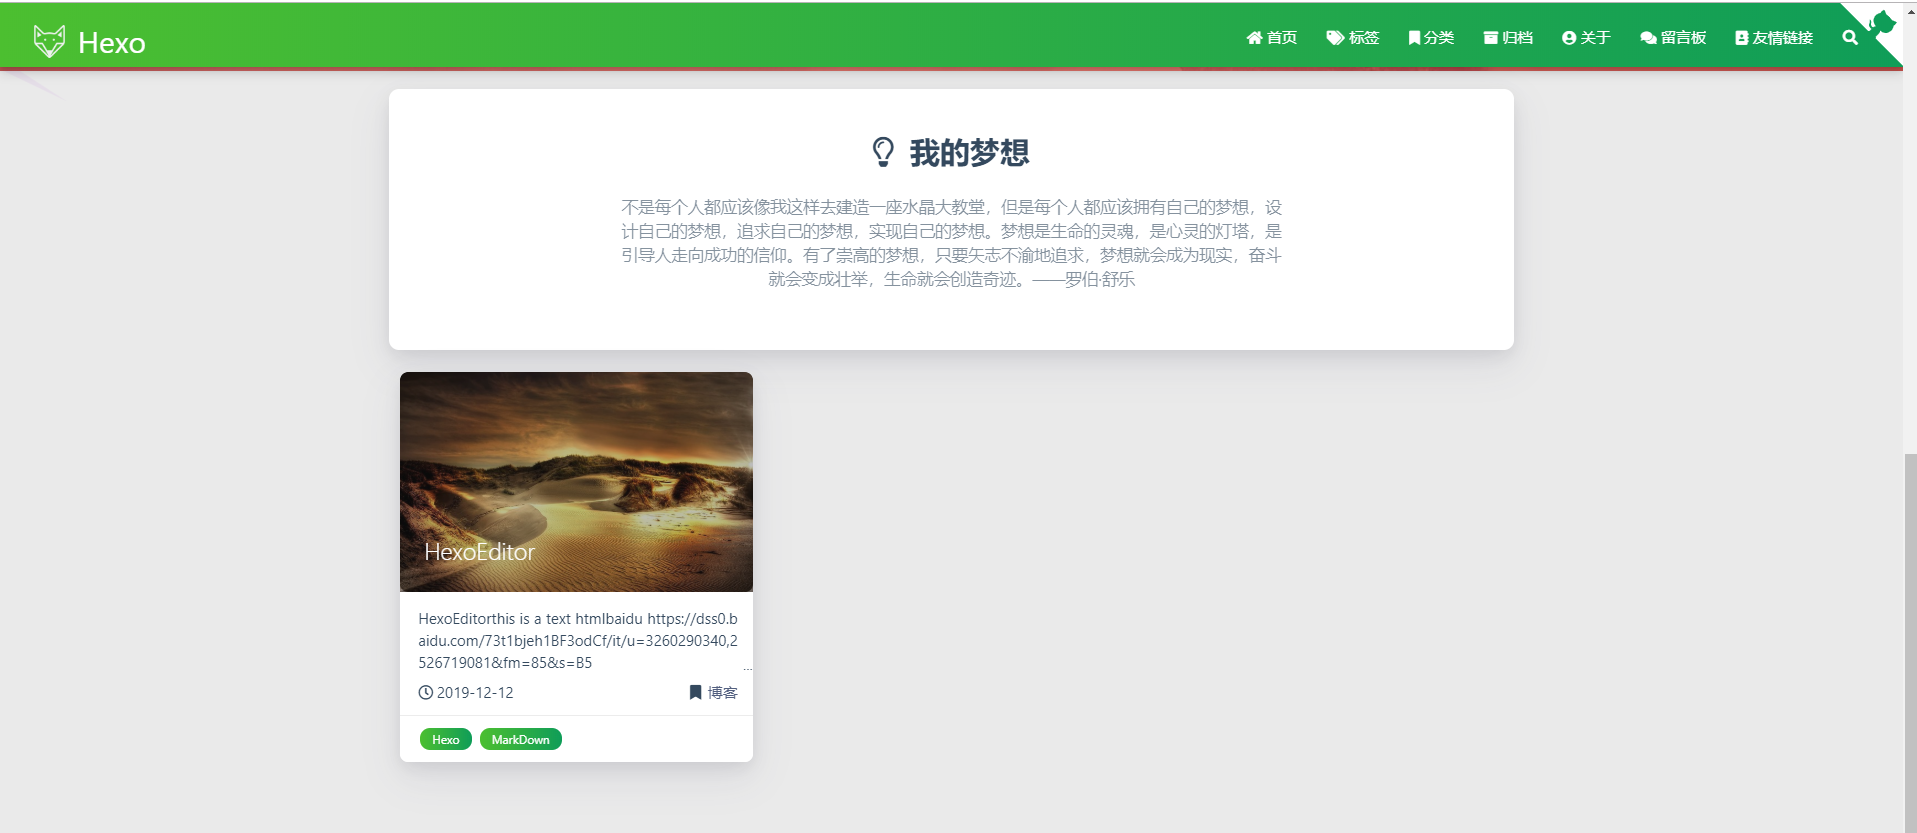 Hexo
首页 标签 分类 归档 关于 留言板 友情链接
我的梦想
不是每个人都应该像我这样去建造一座水晶大教堂，但是每个人都应该拥有自己的梦想，设
计自己的梦想，追求自己的梦想，实现自己的梦想。梦想是生命的灵魂，是心灵的灯塔，是
引导人走向成功的信仰。有了崇高的梦想，只要矢志不渝地追求，梦想就会成为现实，奋斗
就会变成壮举，生命就会创造奇迹。——罗伯·舒乐
HexoEditor
HexoEditorthis is a text htmlbaidu https://dss0.b
aidu.com/73t1bjeh1BF3odCf/it/u=3260290340,2
526719081&fm=85&s=B5 ...
2019-12-12 博客
Hexo MarkDown